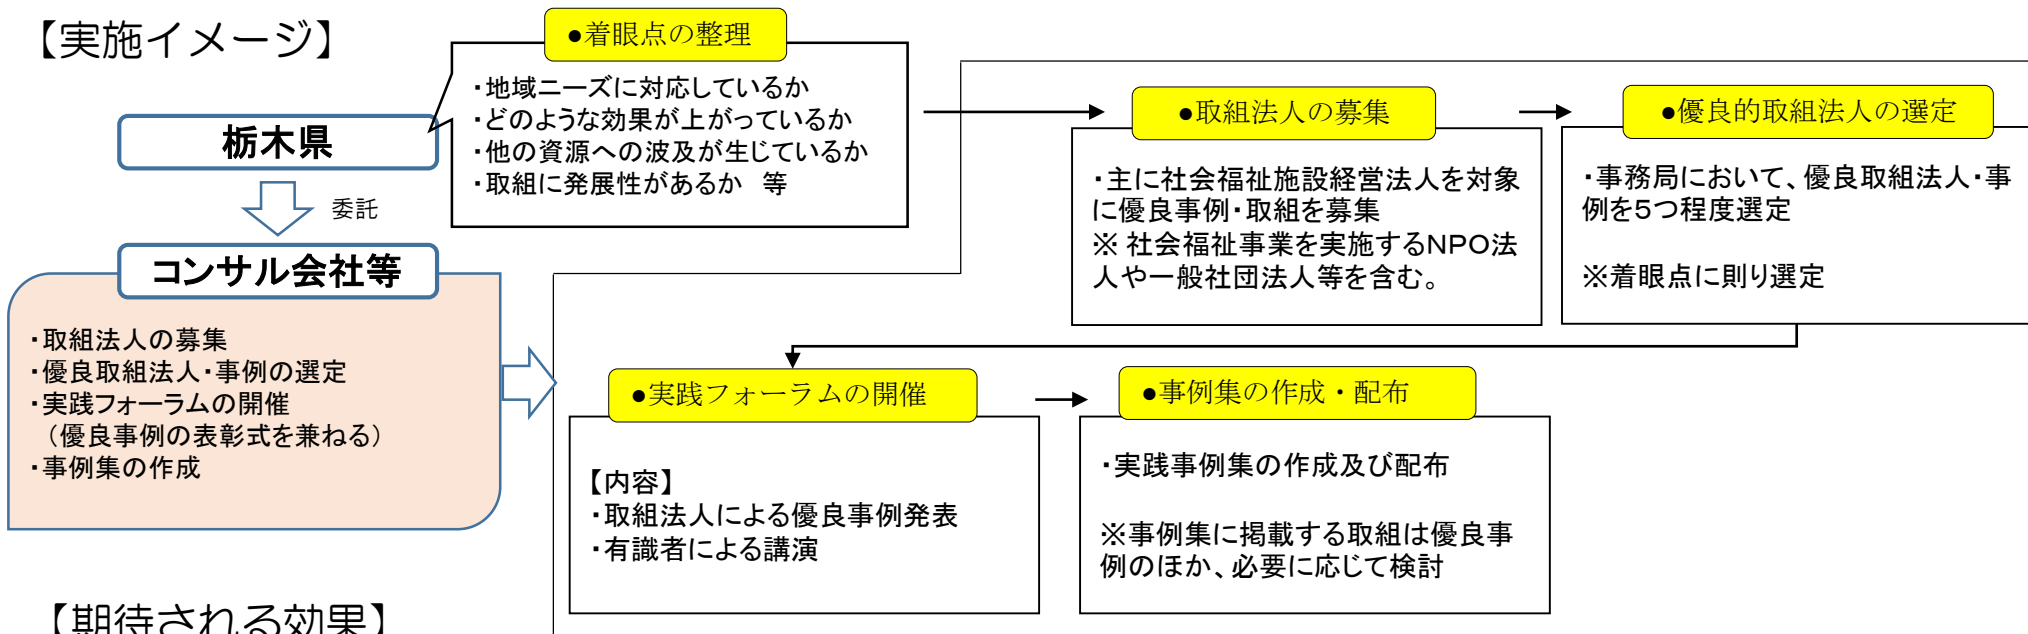 【実施イメージ】
●着眼点の整理
・地域ニーズに対応しているか
・どのような効果が上がっているか
・他の資源への波及が生じているか
・取組に発展性があるか　等
栃木県
委託
コンサル会社等
・取組法人の募集
・優良取組法人・事例の選定
・実践フォーラムの開催
（優良事例の表彰式を兼ねる）
・事例集の作成
●取組法人の募集
・主に社会福祉施設経営法人を対象
に優良事例・取組を募集
※ 社会福祉事業を実施するNPO法
人や一般社団法人等を含む。
●優良的取組法人の選定
・事務局において、優良取組法人・事
例を5つ程度選定
※着眼点に則り選定
●実践フォーラムの開催
【内容】
・取組法人による優良事例発表
・有識者による講演
●事例集の作成・配布
・実践事例集の作成及び配布
※事例集に掲載する取組は優良事
例のほか、必要に応じて検討
【期待される効果】